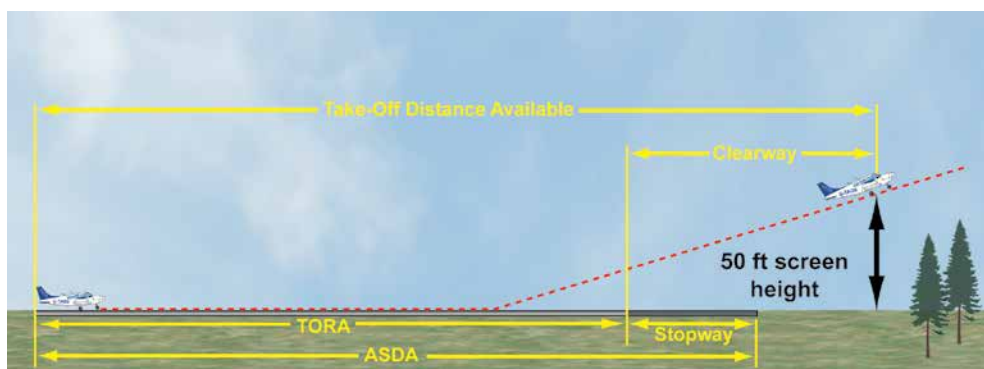 Take-Off Distance Available
Clearway
50 ft screen
height
TORA
Stopway
ASDA